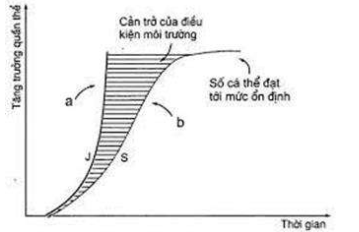 Cản trở của điều
kiện môi trường
Tăng trưởng quần thể
a
Số cá thể đạt
tới mức ổn định
b
J
S
Thời gian